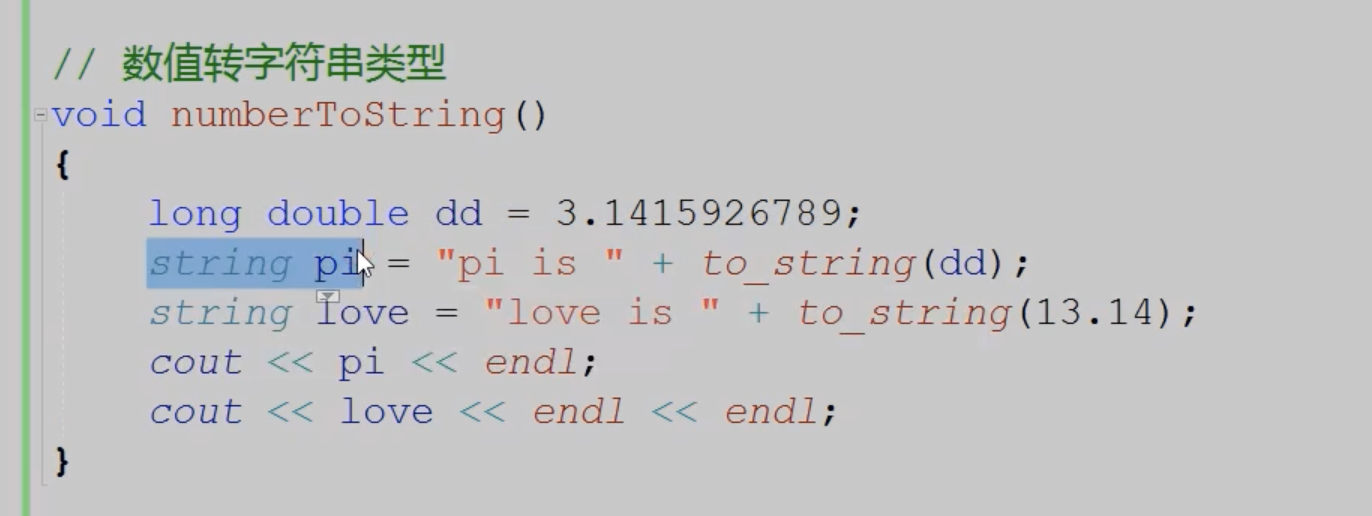 // 数值转字符串类型
void numberToString()
{
long double dd = 3.1415926789;
string pi = "pi is " + to_string(dd);
string love = "love is " + to_string(13.14);
cout << pi << endl;
cout << love << endl << endl;
}